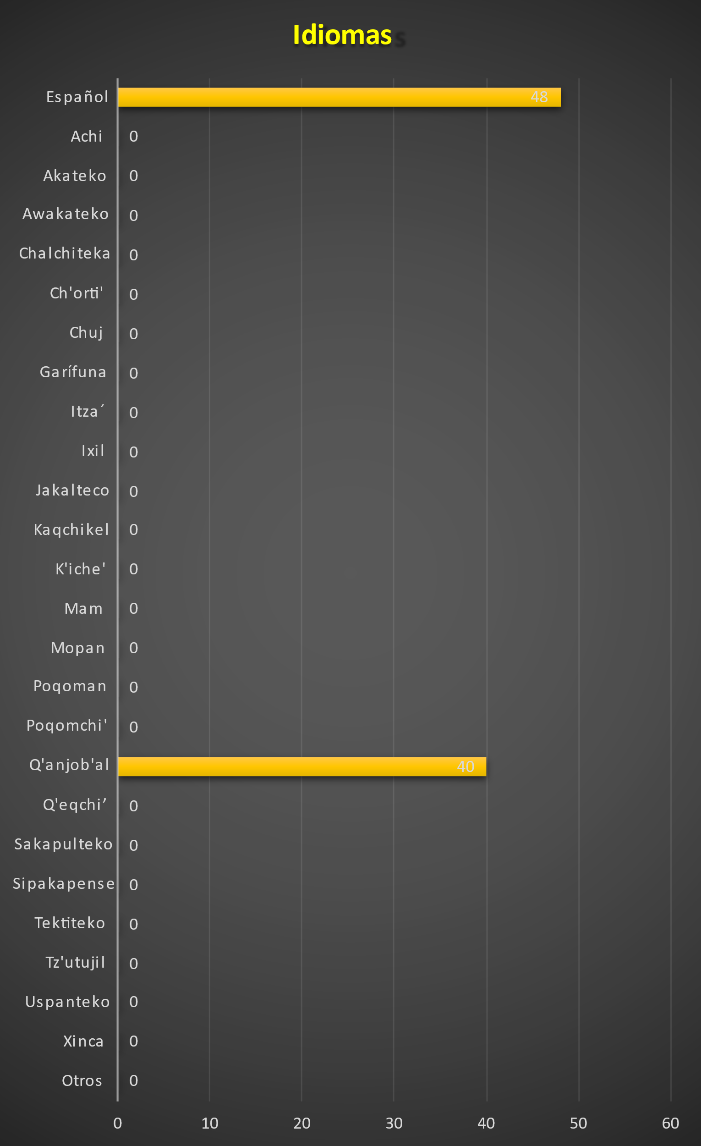 Idiomas
Español 48
Achi 0
Akateko 0
Awakateko 0
Chalchiteka 0
Ch'orti' 0
Chuj 0
Garífuna 0
Itza´ 0
Ixil 0
Jakalteco 0
Kaqchikel 0
K'iche' 0
Mam 0
Mopan 0
Poqoman 0
Poqomchi' 0
Q'anjob'al 40
Q'eqchi’ 0
Sakapulteko 0
Sipakapense 0
Tektiteko 0
Tz'utujil 0
Uspanteko 0
Xinca 0
Otros 0
0 10 20 30 40 50 60